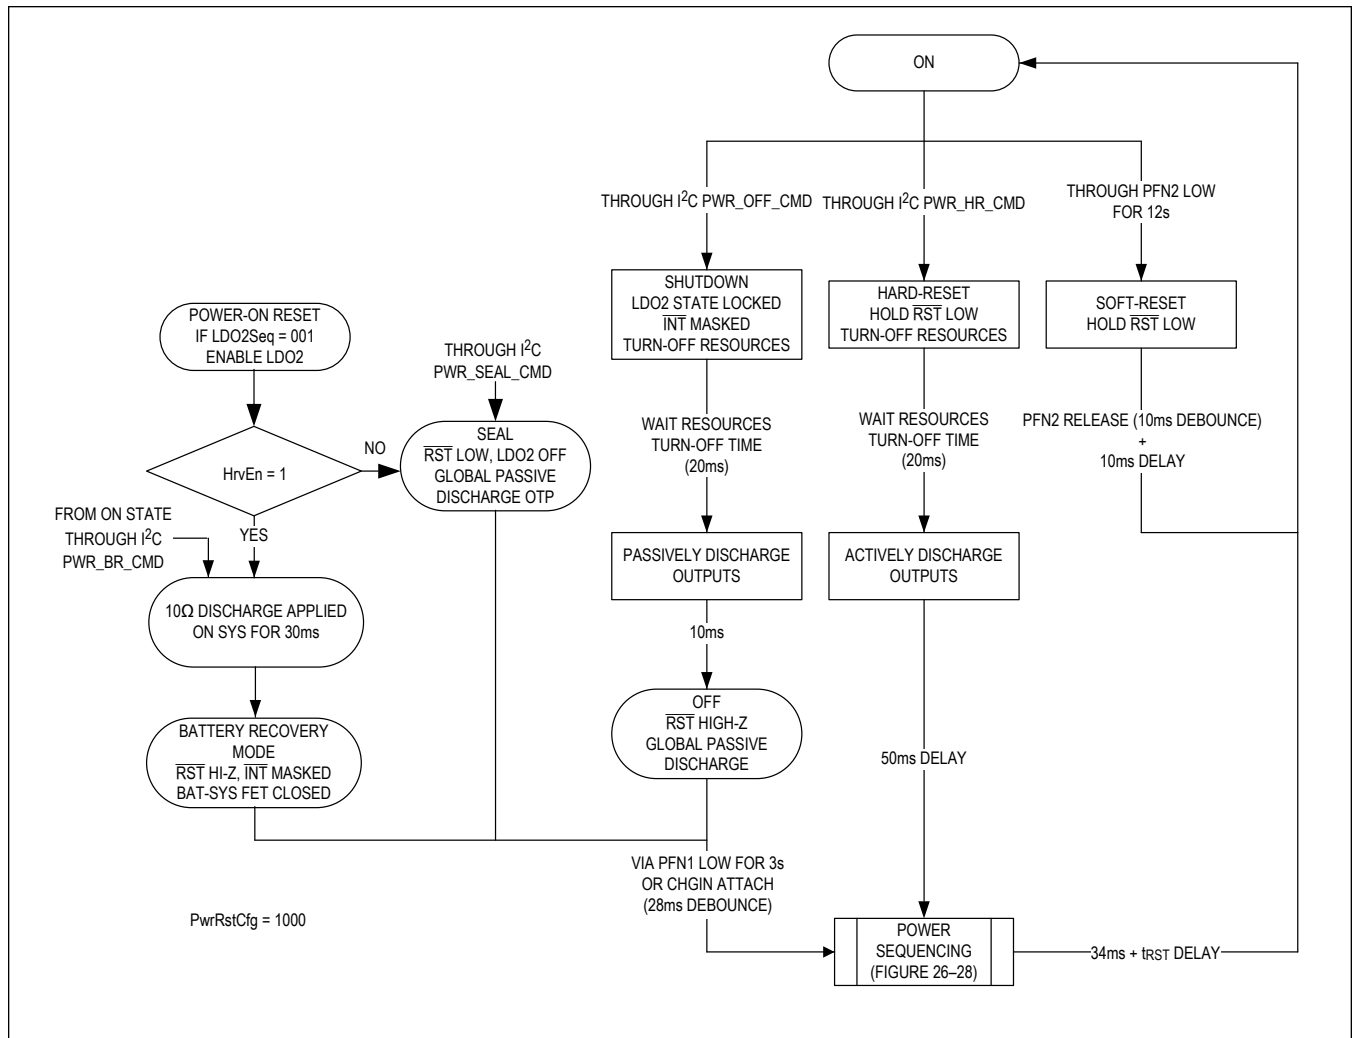 ON
THROUGH I2C PWR_OFF_CMD
THROUGH I2C PWR_HR_CMD
THROUGH PFN2 LOW
FOR 12s
SHUTDOWN
LDO2 STATE LOCKED
INT MASKED
TURN-OFF RESOURCES
HARD-RESET
HOLD RST LOW
TURN-OFF RESOURCES
SOFT-RESET
HOLD RST LOW
POWER-ON RESET
IF LDO2Seq = 001
ENABLE LDO2
THROUGH I2C
PWR_SEAL_CMD
HrvEn = 1
NO
YES
SEAL
RST LOW, LDO2 OFF
GLOBAL PASSIVE
DISCHARGE OTP
WAIT RESOURCES
TURN-OFF TIME
(20ms)
WAIT RESOURCES
TURN-OFF TIME
(20ms)
PFN2 RELEASE (10ms DEBOUNCE)
+
10ms DELAY
FROM ON STATE
THROUGH I2C
PWR_BR_CMD
PASSIVELY DISCHARGE
OUTPUTS
ACTIVELY DISCHARGE
OUTPUTS
10Ω DISCHARGE APPLIED
ON SYS FOR 30ms
10ms
BATTERY RECOVERY
MODE
RST HI-Z, INT MASKED
BAT-SYS FET CLOSED
OFF
RST HIGH-Z
GLOBAL PASSIVE
DISCHARGE
50ms DELAY
VIA PFN1 LOW FOR 3s
OR CHGIN ATTACH
(28ms DEBOUNCE)
PwrRstCfg = 1000
POWER
SEQUENCING
(FIGURE 26–28)
34ms + tRST DELAY